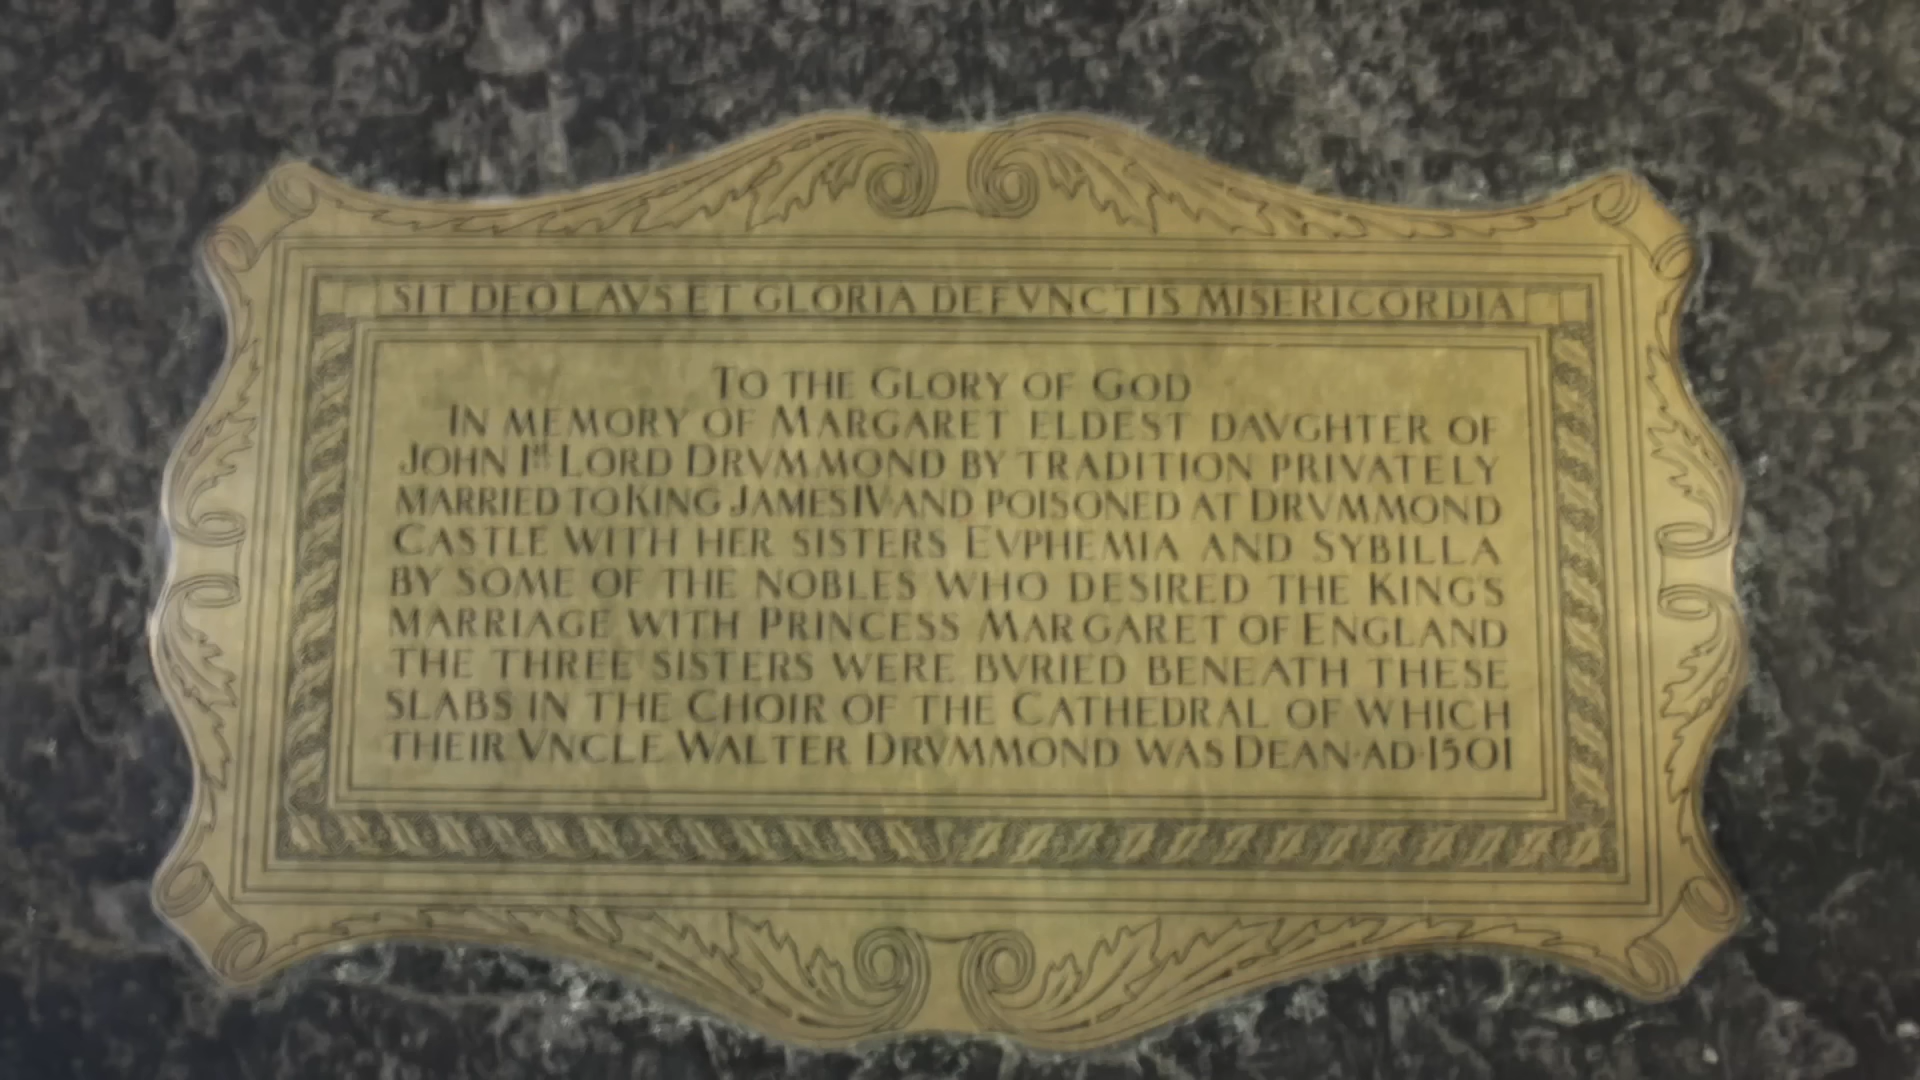 SIT DEO LAVS ET GLORIA DEFVNCTIS MISERICORDIA
TO THE GLORY OF GOD
IN MEMORY OF MARGARET ELDEST DAVGHTER OF
JOHN 1st LORD DRVMMOND BY TRADITION PRIVATELY
MARRIED TO KING JAMES IV AND POISONED AT DRVMMOND
CASTLE WITH HER SISTERS EVPHEMIA AND SYBILLA
BY SOME OF THE NOBLES WHO DESIRED THE KING'S
MARRIAGE WITH PRINCESS MARGARET OF ENGLAND
THE THREE SISTERS WERE BVRIED BENEATH THESE
SLABS IN THE CHOIR OF THE CATHEDRAL OF WHICH
THEIR VNCLE WALTER DRVMMOND WAS DEAN·AD·1501